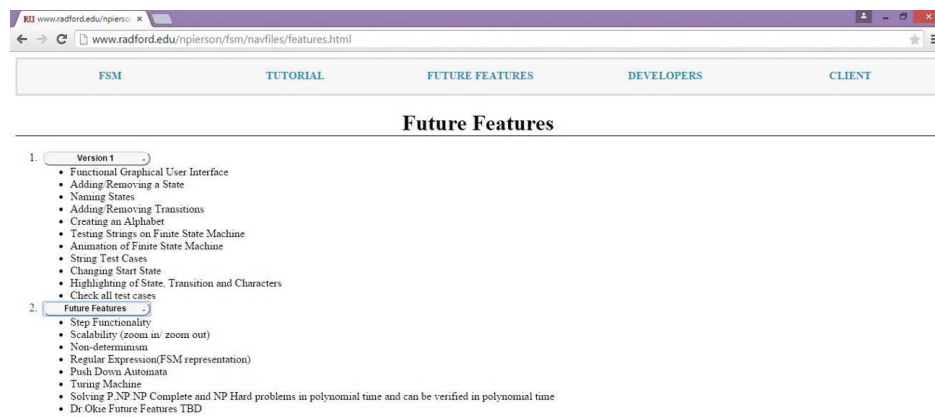 RU www.radford.edu/npierso
www.radford.edu/npierson/fsm/navfiles/features.html
FSM TUTORIAL FUTURE FEATURES DEVELOPERS CLIENT
Future Features
1. Version 1 -
• Functional Graphical User Interface
• Adding/Removing a State
• Naming States
• Adding/Removing Transitions
• Creating an Alphabet
• Testing Strings on Finite State Machine
• Animation of Finite State Machine
• String Test Cases
• Changing Start State
• Highlighting of State, Transition and Characters
• Check all test cases
2. Future Features -
• Step Functionality
• Scalability (zoom in/ zoom out)
• Non-determinism
• Regular Expression(FSM representation)
• Push Down Automata
• Turing Machine
• Solving P,NP,NP Complete and NP Hard problems in polynomial time and can be verified in polynomial time
• Dr.Okie Future Features TBD